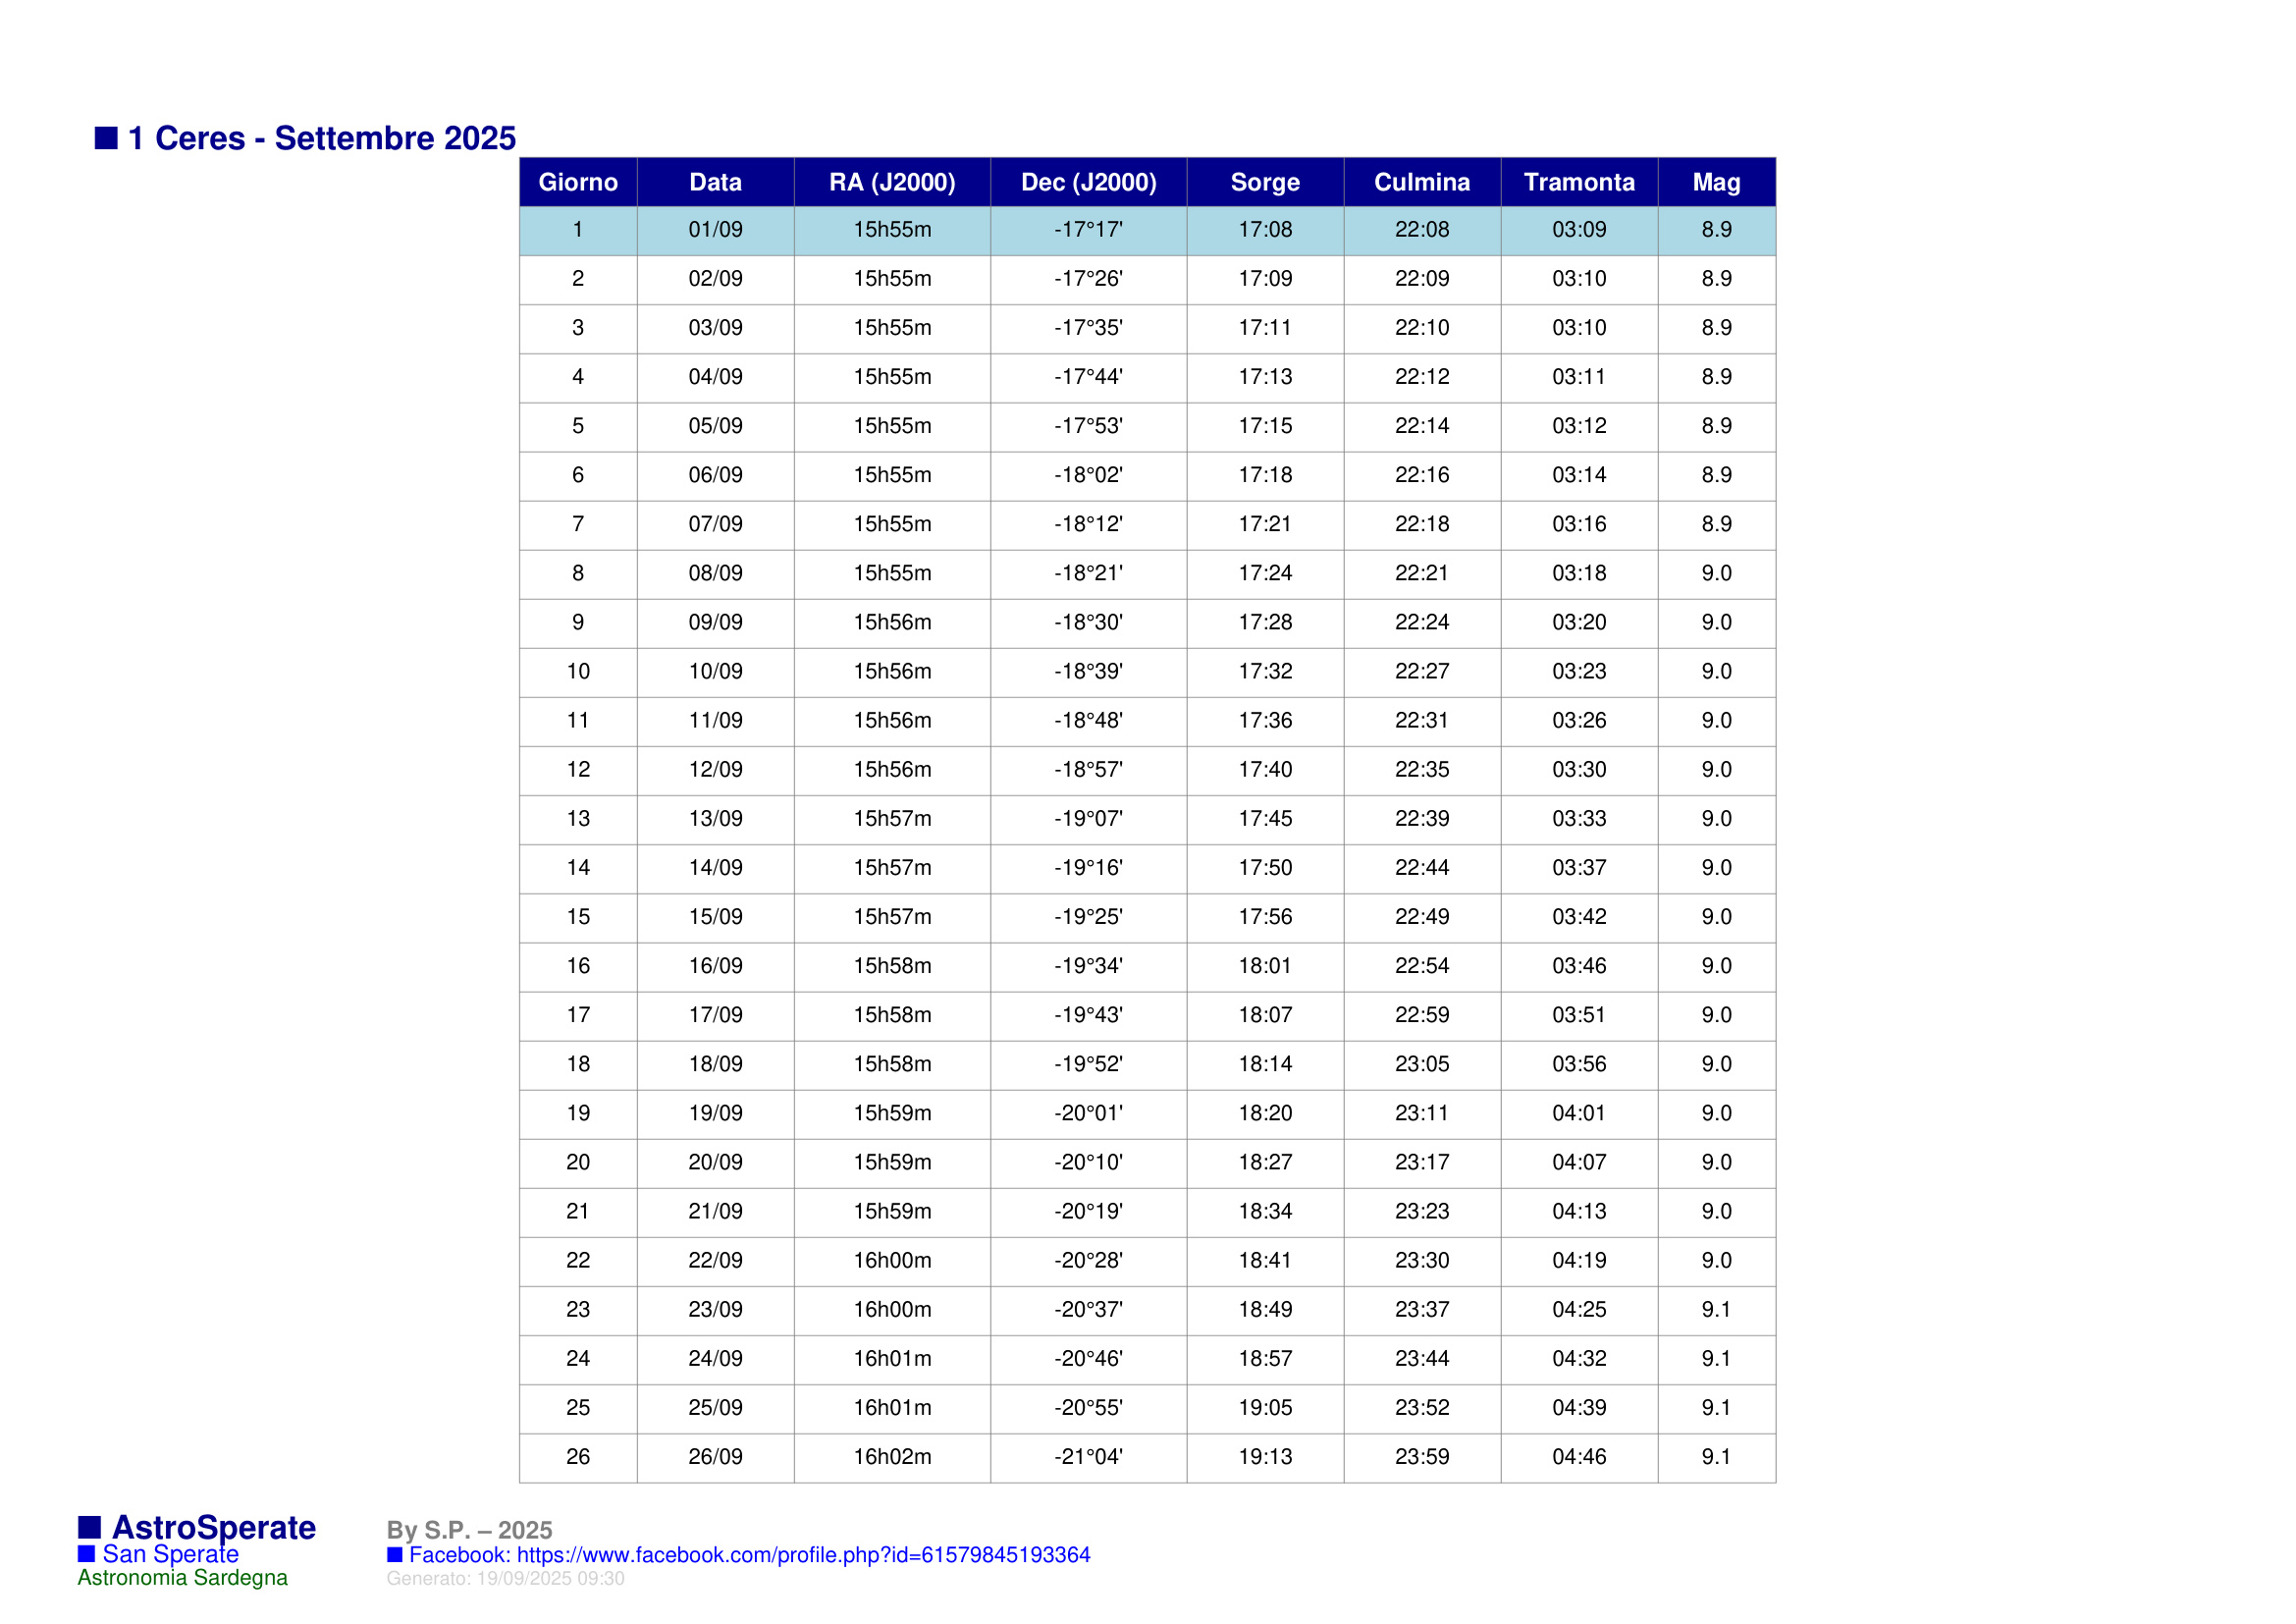 ■ 1 Ceres - Settembre 2025
Giorno Data RA (J2000) Dec (J2000) Sorge Culmina Tramonta Mag
1 01/09 15h55m -17°17' 17:08 22:08 03:09 8.9
2 02/09 15h55m -17°26' 17:09 22:09 03:10 8.9
3 03/09 15h55m -17°35' 17:11 22:10 03:10 8.9
4 04/09 15h55m -17°44' 17:13 22:12 03:11 8.9
5 05/09 15h55m -17°53' 17:15 22:14 03:12 8.9
6 06/09 15h55m -18°02' 17:18 22:16 03:14 8.9
7 07/09 15h55m -18°12' 17:21 22:18 03:16 8.9
8 08/09 15h55m -18°21' 17:24 22:21 03:18 9.0
9 09/09 15h56m -18°30' 17:28 22:24 03:20 9.0
10 10/09 15h56m -18°39' 17:32 22:27 03:23 9.0
11 11/09 15h56m -18°48' 17:36 22:31 03:26 9.0
12 12/09 15h56m -18°57' 17:40 22:35 03:30 9.0
13 13/09 15h57m -19°07' 17:45 22:39 03:33 9.0
14 14/09 15h57m -19°16' 17:50 22:44 03:37 9.0
15 15/09 15h57m -19°25' 17:56 22:49 03:42 9.0
16 16/09 15h58m -19°34' 18:01 22:54 03:46 9.0
17 17/09 15h58m -19°43' 18:07 22:59 03:51 9.0
18 18/09 15h58m -19°52' 18:14 23:05 03:56 9.0
19 19/09 15h59m -20°01' 18:20 23:11 04:01 9.0
20 20/09 15h59m -20°10' 18:27 23:17 04:07 9.0
21 21/09 15h59m -20°19' 18:34 23:23 04:13 9.0
22 22/09 16h00m -20°28' 18:41 23:30 04:19 9.0
23 23/09 16h00m -20°37' 18:49 23:37 04:25 9.1
24 24/09 16h01m -20°46' 18:57 23:44 04:32 9.1
25 25/09 16h01m -20°55' 19:05 23:52 04:39 9.1
26 26/09 16h02m -21°04' 19:13 23:59 04:46 9.1
■ AstroSperate
■ San Sperate
Astronomia Sardegna
By S.P. – 2025
■ Facebook: https://www.facebook.com/profile.php?id=61579845193364
Generato: 19/09/2025 09:30